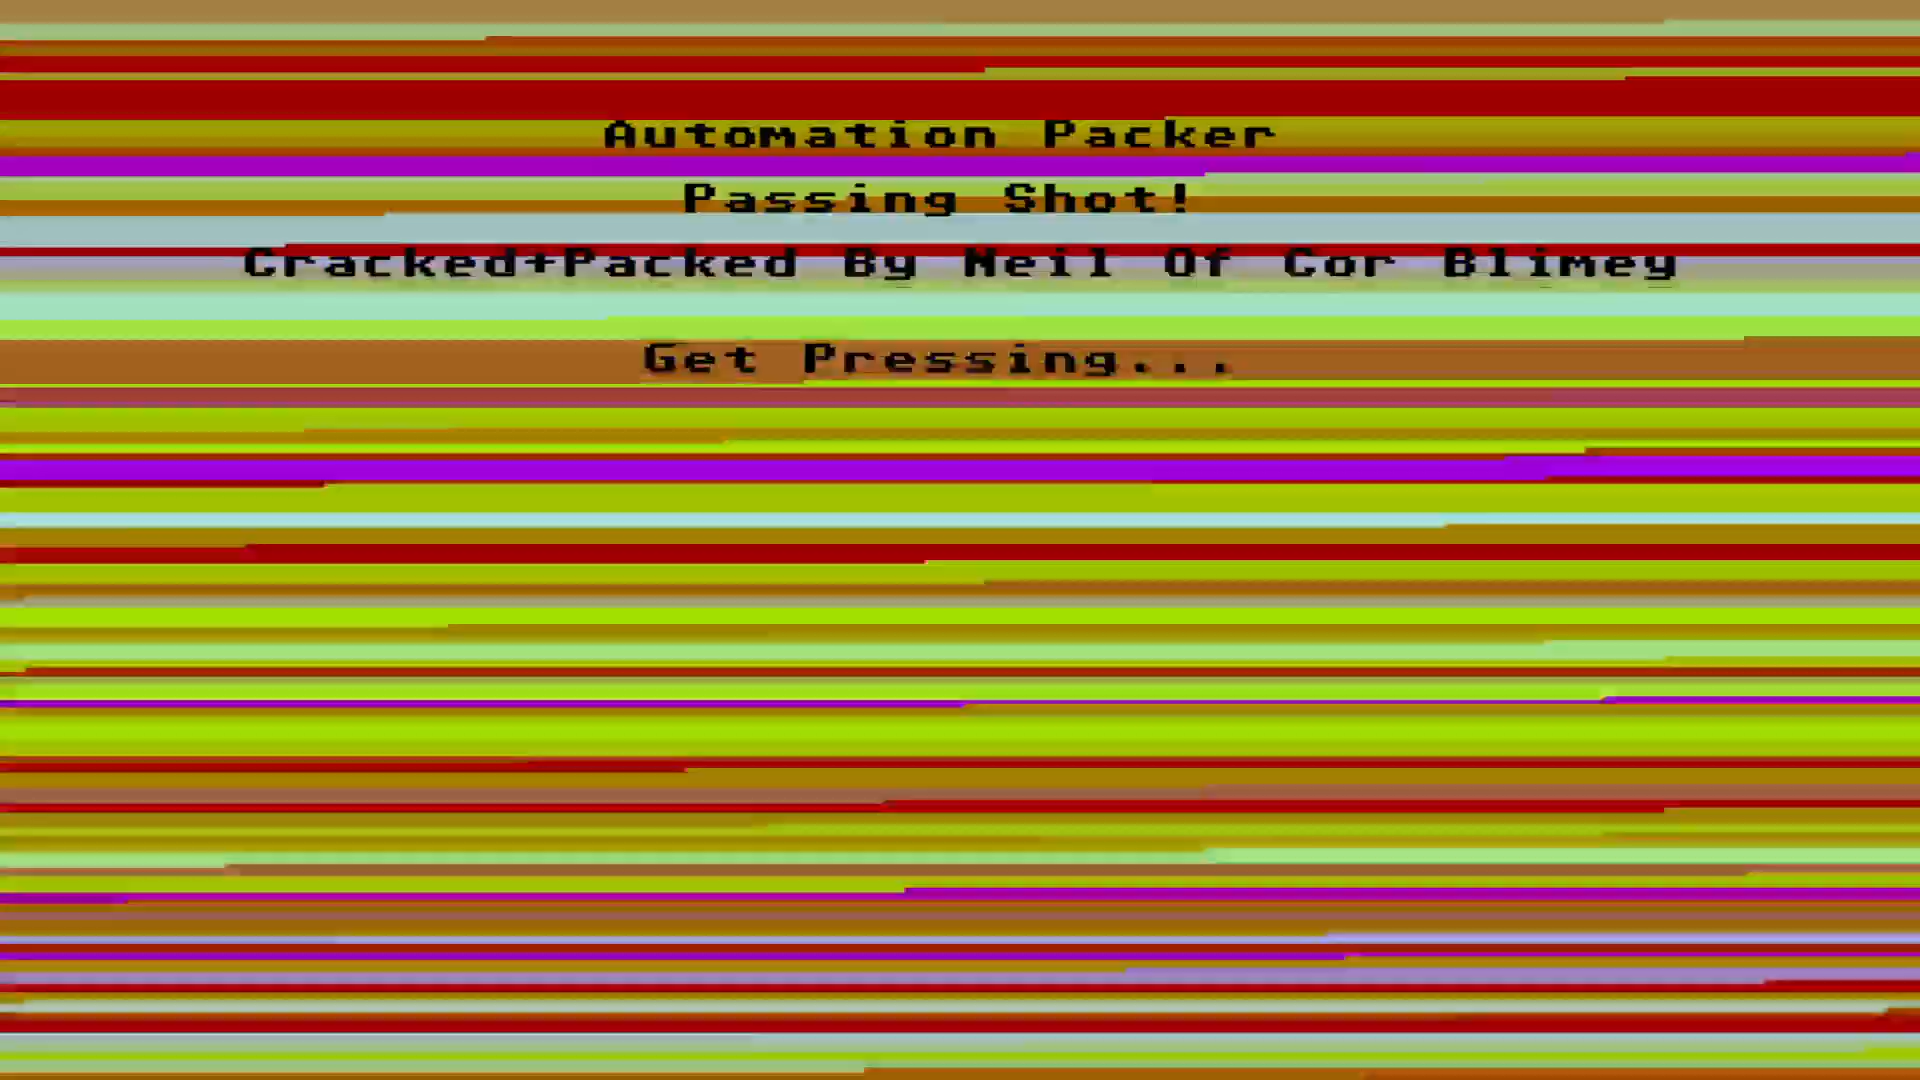 Automation Packer
Passing Shot!
Cracked+Packed By Neil Of Cor Blimey
Get Pressing...